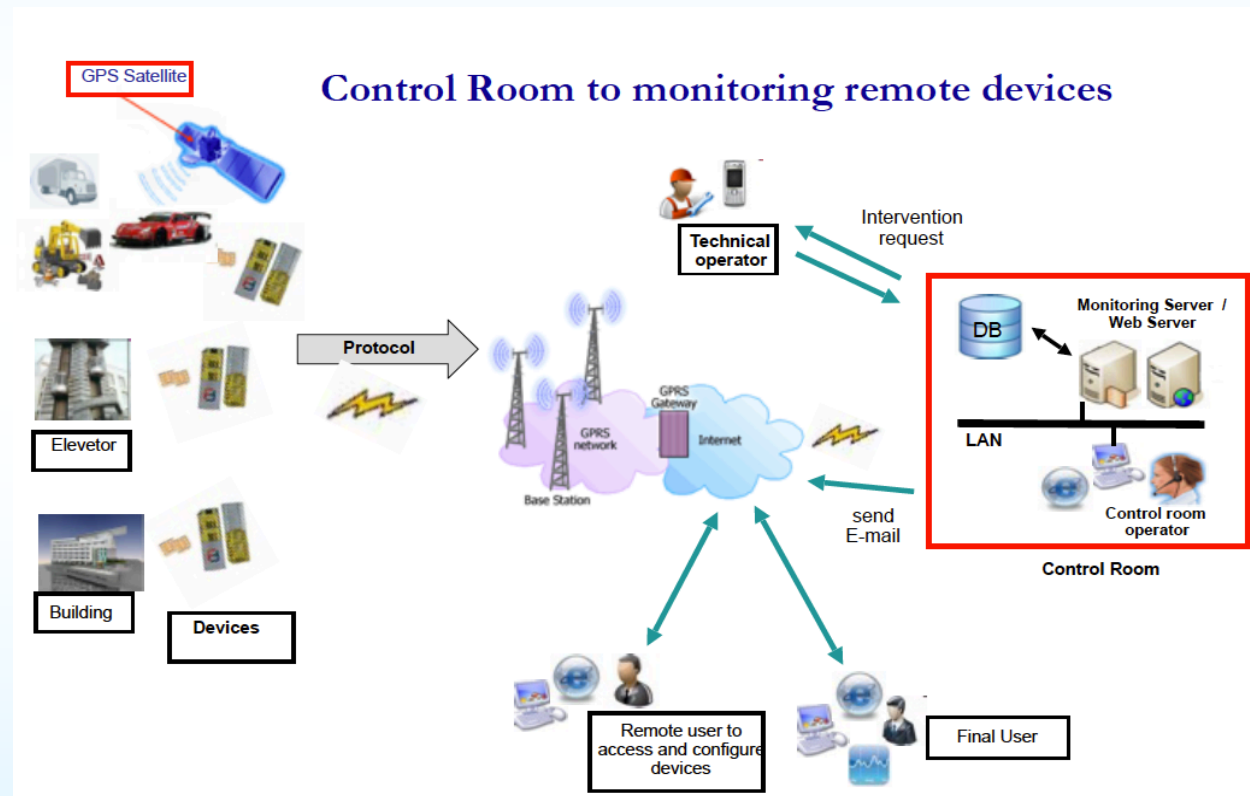 GPS Satellite
Control Room to monitoring remote devices
Technical
operator
Intervention
request
DB
Monitoring Server /
Web Server
LAN
Control room
operator
Control Room
Protocol
GPRS
Gateway
GPRS
network
Internet
Base Station
send
E-mail
Elevetor
Building
Devices
Remote user to
access and configure
devices
Final User